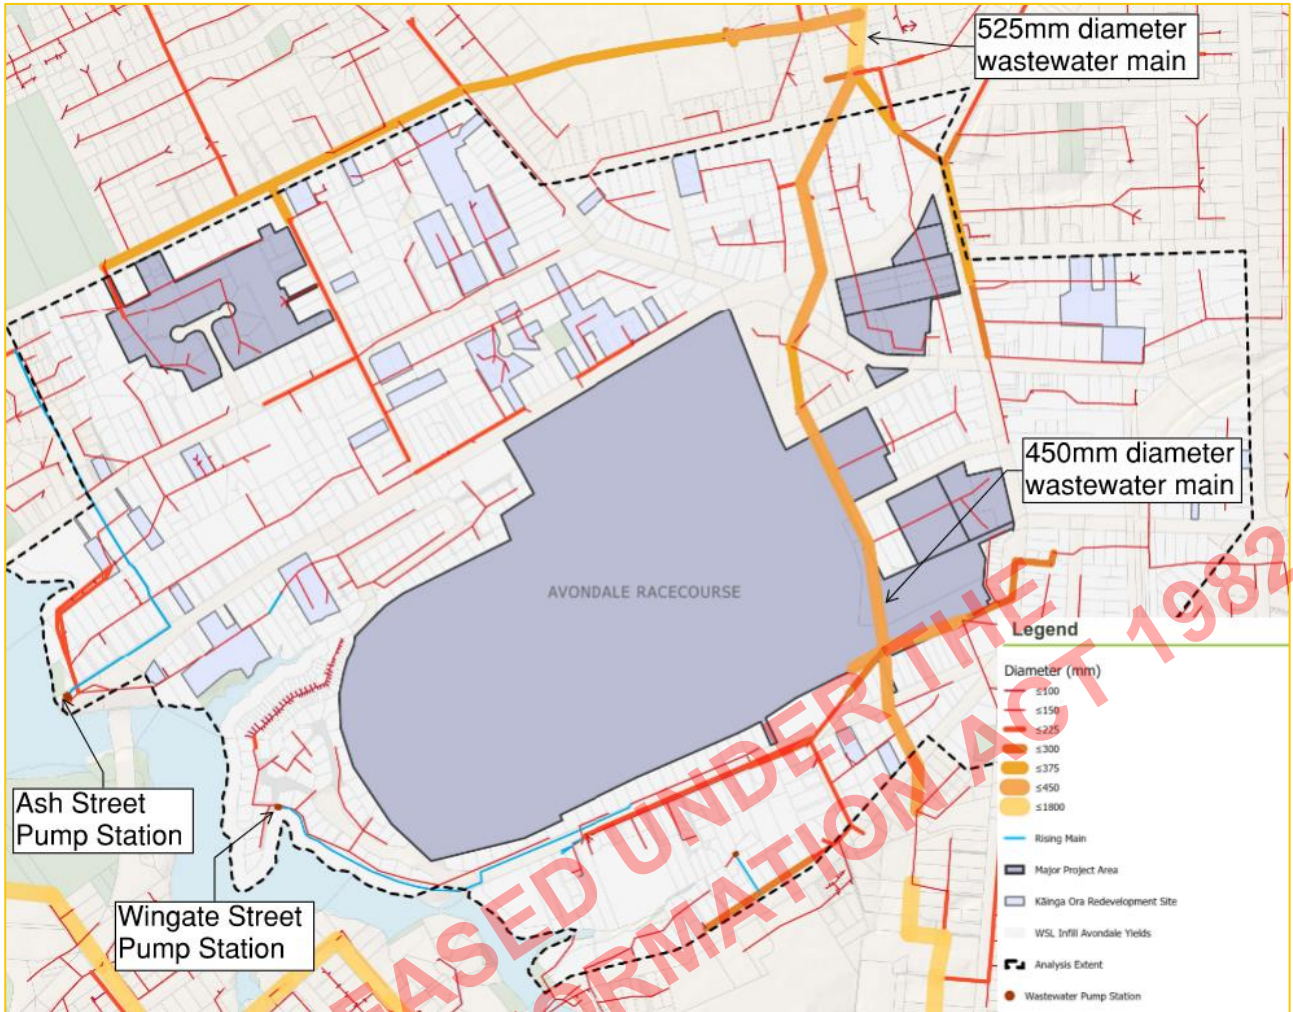 525mm diameter
wastewater main
450mm diameter
wastewater main
AVONDALE RACECOURSE
Ash Street
Pump Station
Wingate Street
Pump Station
Legend
Diameter (mm)
≤100
≤150
≤225
≤300
≤375
≤450
≤1800
Rising Main
Major Project Area
Kāinga Ora Redevelopment Site
WSL Infill Avondale Yields
Analysis Extent
Wastewater Pump Station
EASED UNDER THE
ORMATION ACT 1982